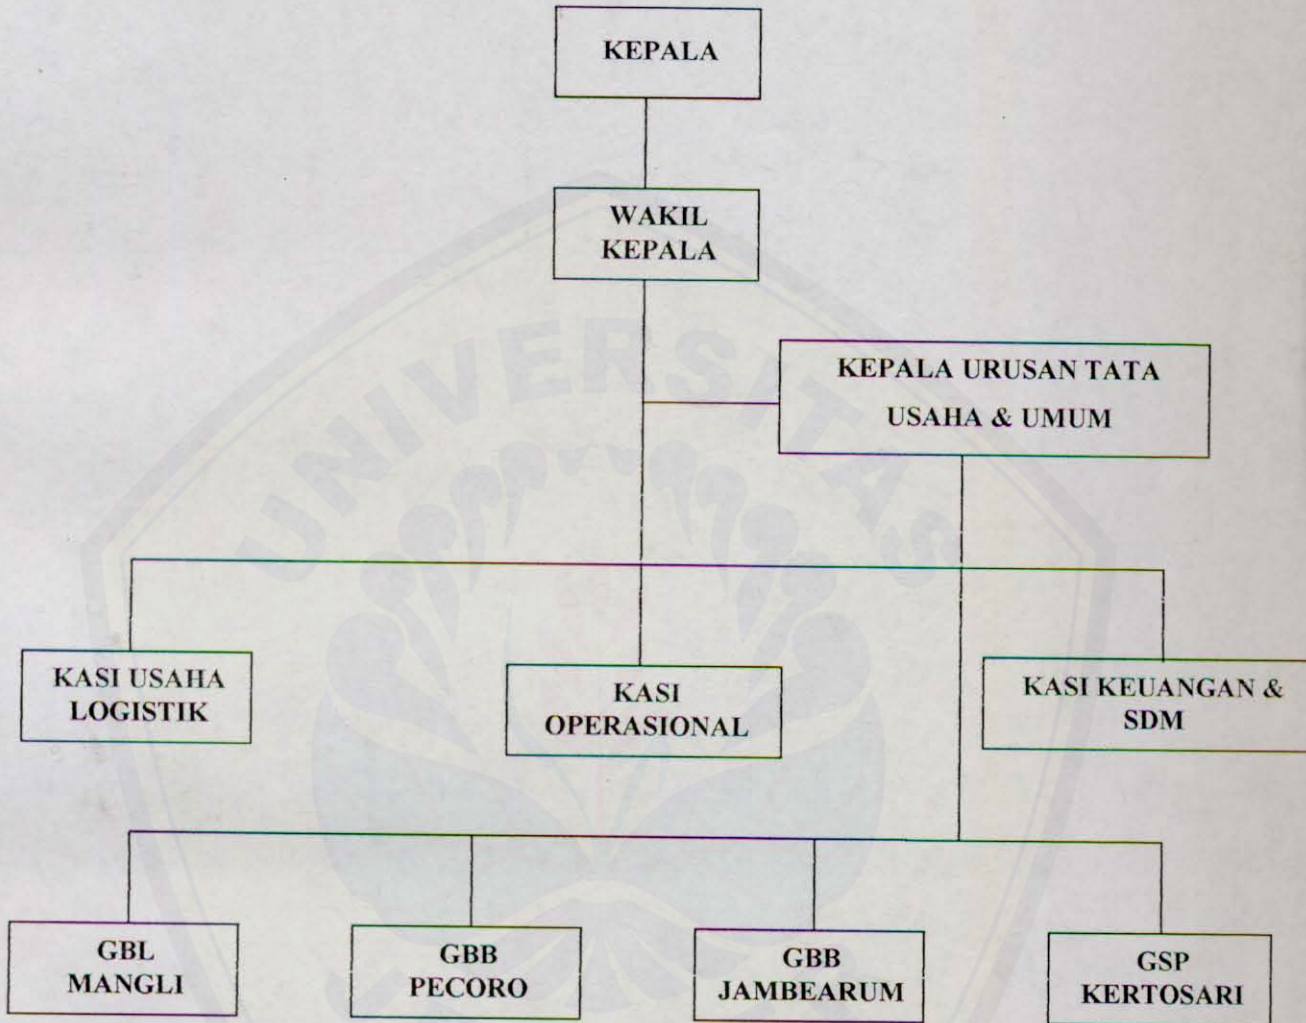 KEPALA
WAKIL
KEPALA
UNIVERSITAS
KEPALA URUSAN TATA
USAHA & UMUM
KASI USAHA
LOGISTIK
KASI
OPERASIONAL
KASI KEUANGAN &
SDM
GBL
MANGLI
GBB
PECORO
GBB
JAMBEARUM
GSP
KERTOSARI